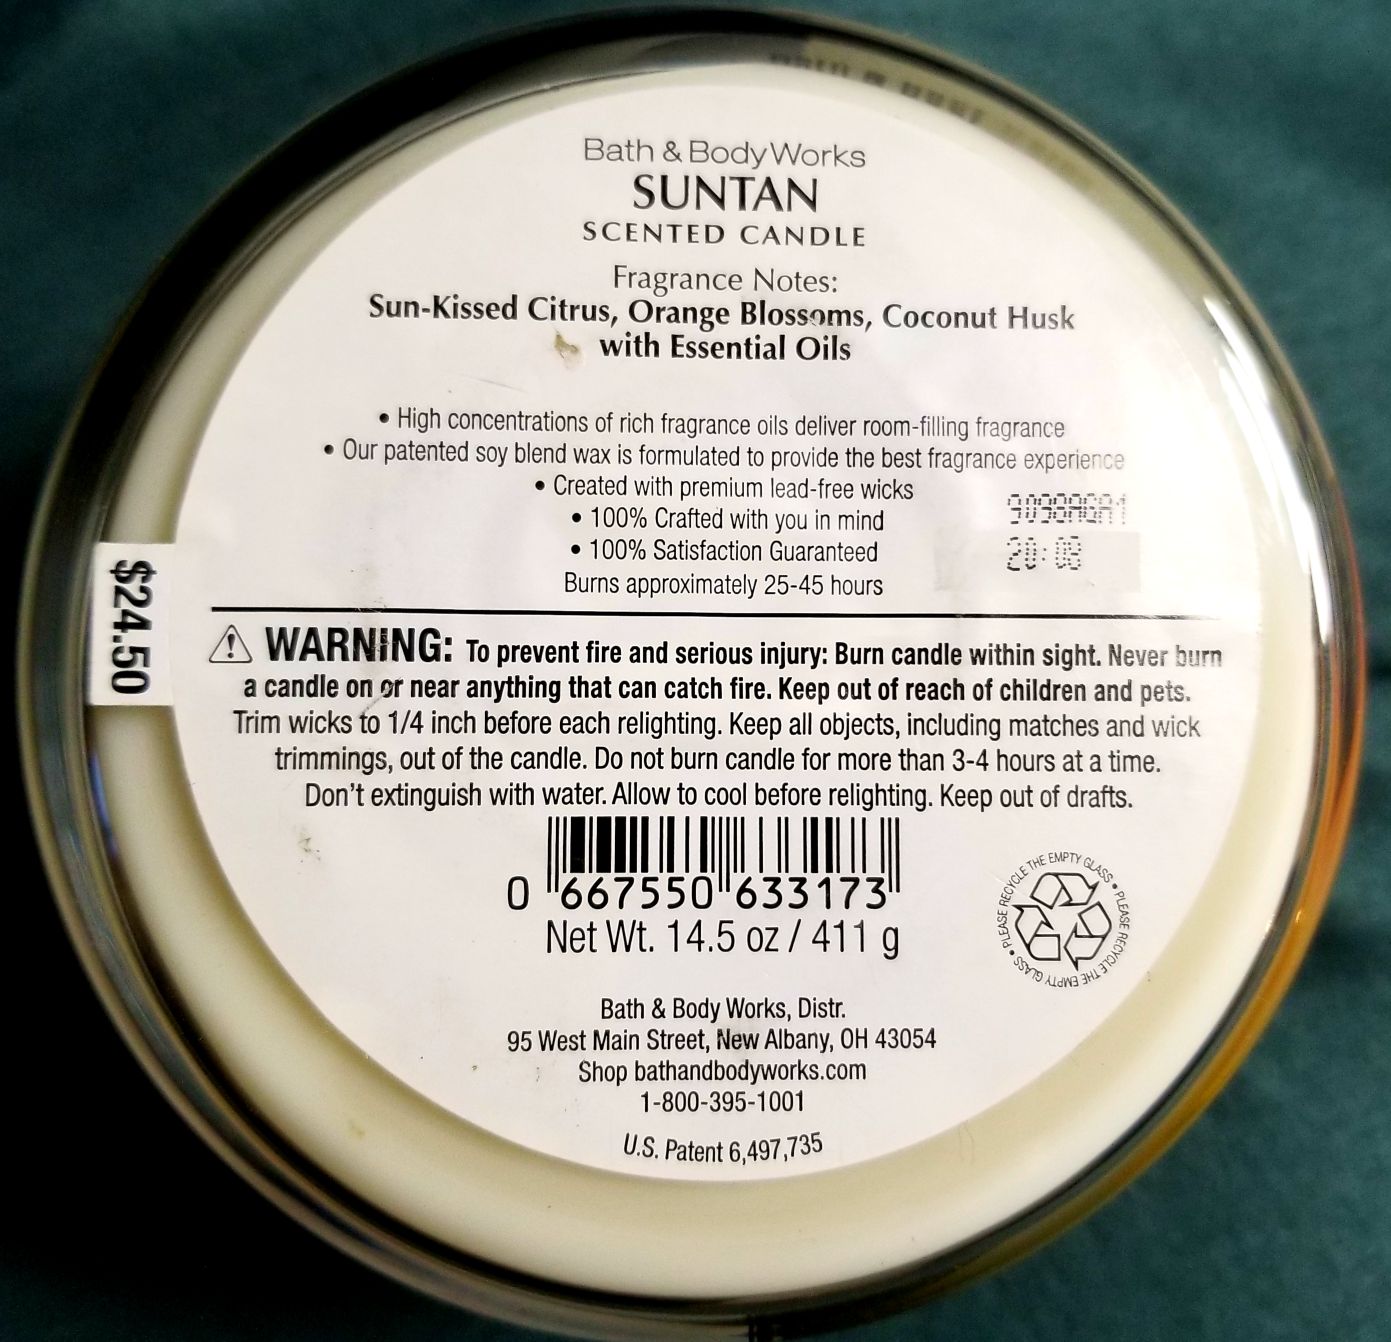 Bath & Body Works
SUNTAN
SCENTED CANDLE
Fragrance Notes:
Sun-Kissed Citrus, Orange Blossoms, Coconut Husk
with Essential Oils
• High concentrations of rich fragrance oils deliver room-filling fragrance
• Our patented soy blend wax is formulated to provide the best fragrance experience
• Created with premium lead-free wicks
• 100% Crafted with you in mind
• 100% Satisfaction Guaranteed
Burns approximately 25-45 hours
20:08
$24.50
WARNING: To prevent fire and serious injury: Burn candle within sight. Never burn
a candle on or near anything that can catch fire. Keep out of reach of children and pets.
Trim wicks to 1/4 inch before each relighting. Keep all objects, including matches and wick
trimmings, out of the candle. Do not burn candle for more than 3-4 hours at a time.
Don't extinguish with water. Allow to cool before relighting. Keep out of drafts.
0 667550 633173
Net Wt. 14.5 oz / 411 g
PLEASE RECYCLE THE EMPTY GLASS • PLEASE RECYCLE THE EMPTY GLASS •
Bath & Body Works, Distr.
95 West Main Street, New Albany, OH 43054
Shop bathandbodyworks.com
1-800-395-1001
U.S. Patent 6,497,735